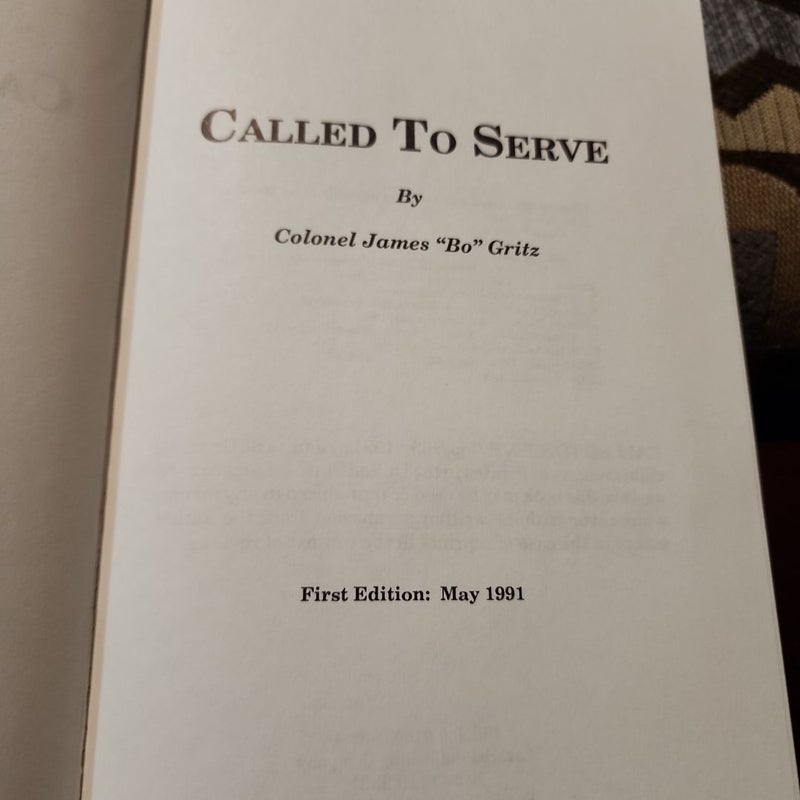 CALLED TO SERVE
By
Colonel James “Bo” Gritz
First Edition: May 1991